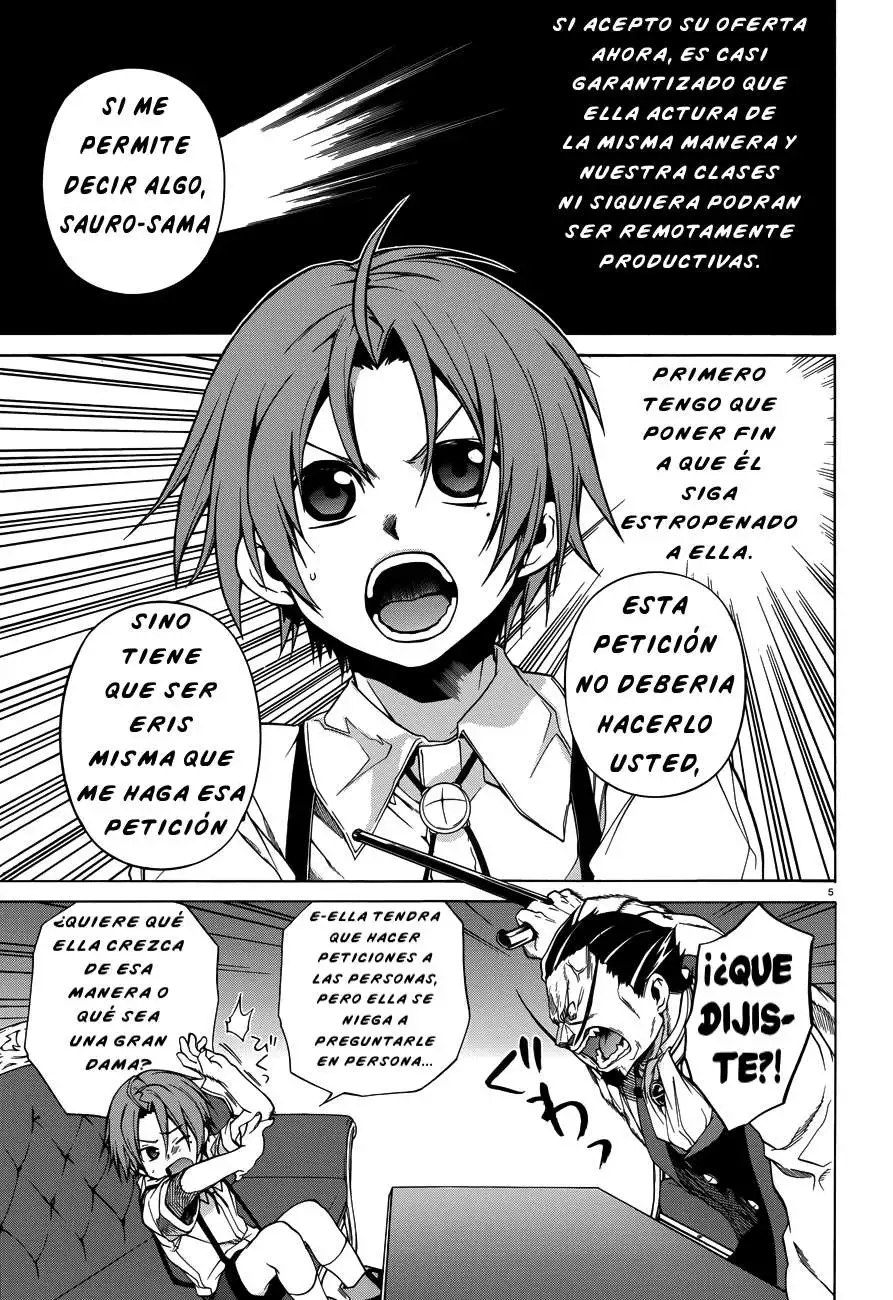 SI ACEPTO SU OFERTA
AHORA, ES CASI
GARANTIZADO QUE
ELLA ACTURA DE
LA MISMA MANERA Y
NUESTRA CLASES
NI SIQUIERA PODRAN
SER REMOTAMENTE
PRODUCTIVAS.
SI ME
PERMITE
DECIR ALGO,
SAURO-SAMA
PRIMERO
TENGO QUE
PONER FIN
A QUE ÉL
SIGA
ESTROPENADO
A ELLA.
ESTA
PETICIÓN
NO DEBERIA
HACERLO
USTED,
SINO
TIENE
QUE SER
ERIS
MISMA QUE
ME HAGA ESA
PETICIÓN
5
¡¿QUE
DIJIS-
TE?!
E-ELLA TENDRA
QUE HACER
PETICIONES A
LAS PERSONAS,
PERO ELLA SE
NIEGA A
PREGUNTARLE
EN PERSONA...
¿QUIERE QUÉ
ELLA CREZCA
DE ESA
MANERA O
QUÉ SEA
UNA GRAN
DAMA?
ぐわっ